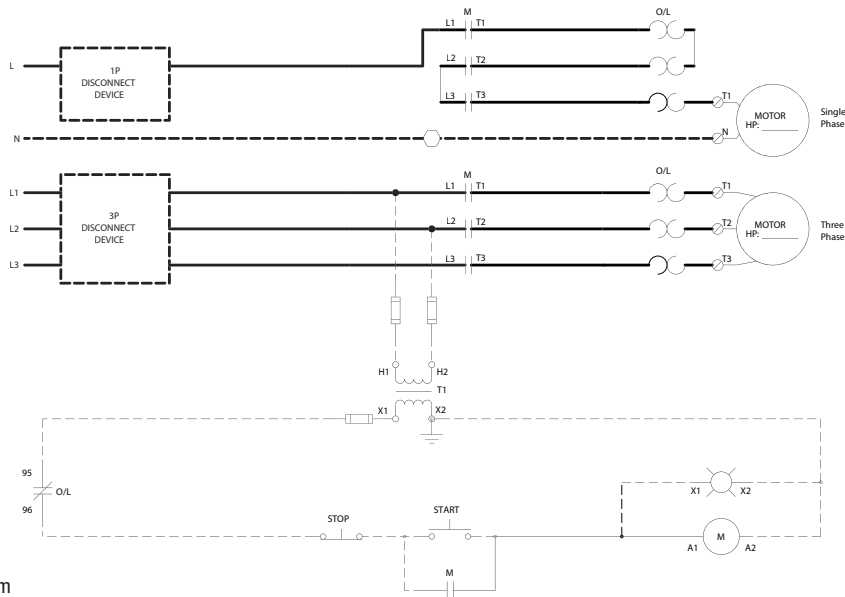 M O/L
L1 T1
L 1P
DISCONNECT
DEVICE
L2 T2
L3 T3 T1
MOTOR
HP: ______
Single
Phase
N N
M O/L
L1 L1 T1 T1
3P
DISCONNECT
DEVICE
L2 L2 T2 T2
MOTOR
HP: ______
Three
Phase
L3 L3 T3 T3
H1 H2
T1
X1 X2
95
O/L
96
X1 X2
STOP START
M
A1 A2
M
m